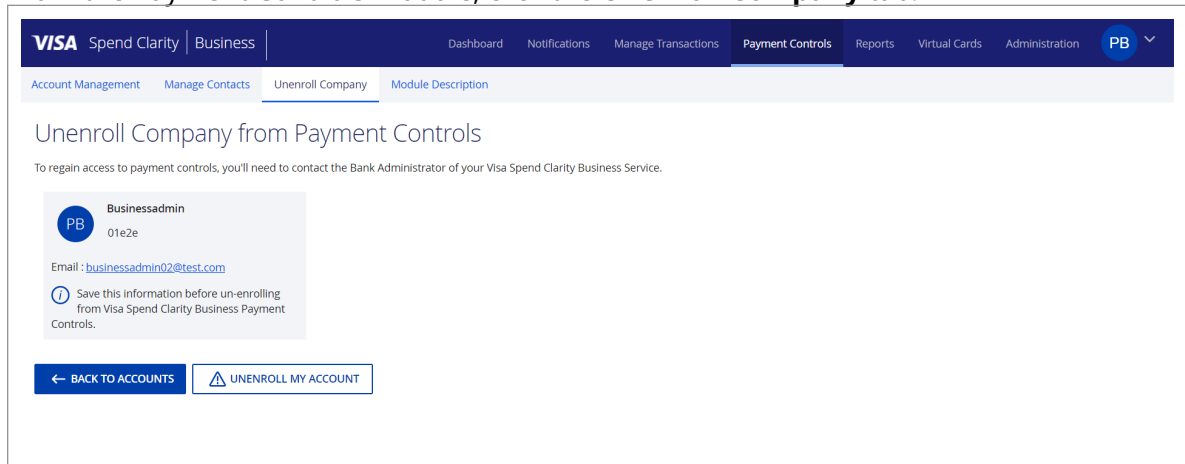 VISA Spend Clarity | Business Dashboard Notifications Manage Transactions Payment Controls Reports Virtual Cards Administration PB
Account Management Manage Contacts Unenroll Company Module Description
Unenroll Company from Payment Controls
To regain access to payment controls, you'll need to contact the Bank Administrator of your Visa Spend Clarity Business Service.
PB
Businessadmin
01e2e
Email : businessadmin02@test.com
i Save this information before un-enrolling
from Visa Spend Clarity Business Payment
Controls.
← BACK TO ACCOUNTS UNENROLL MY ACCOUNT